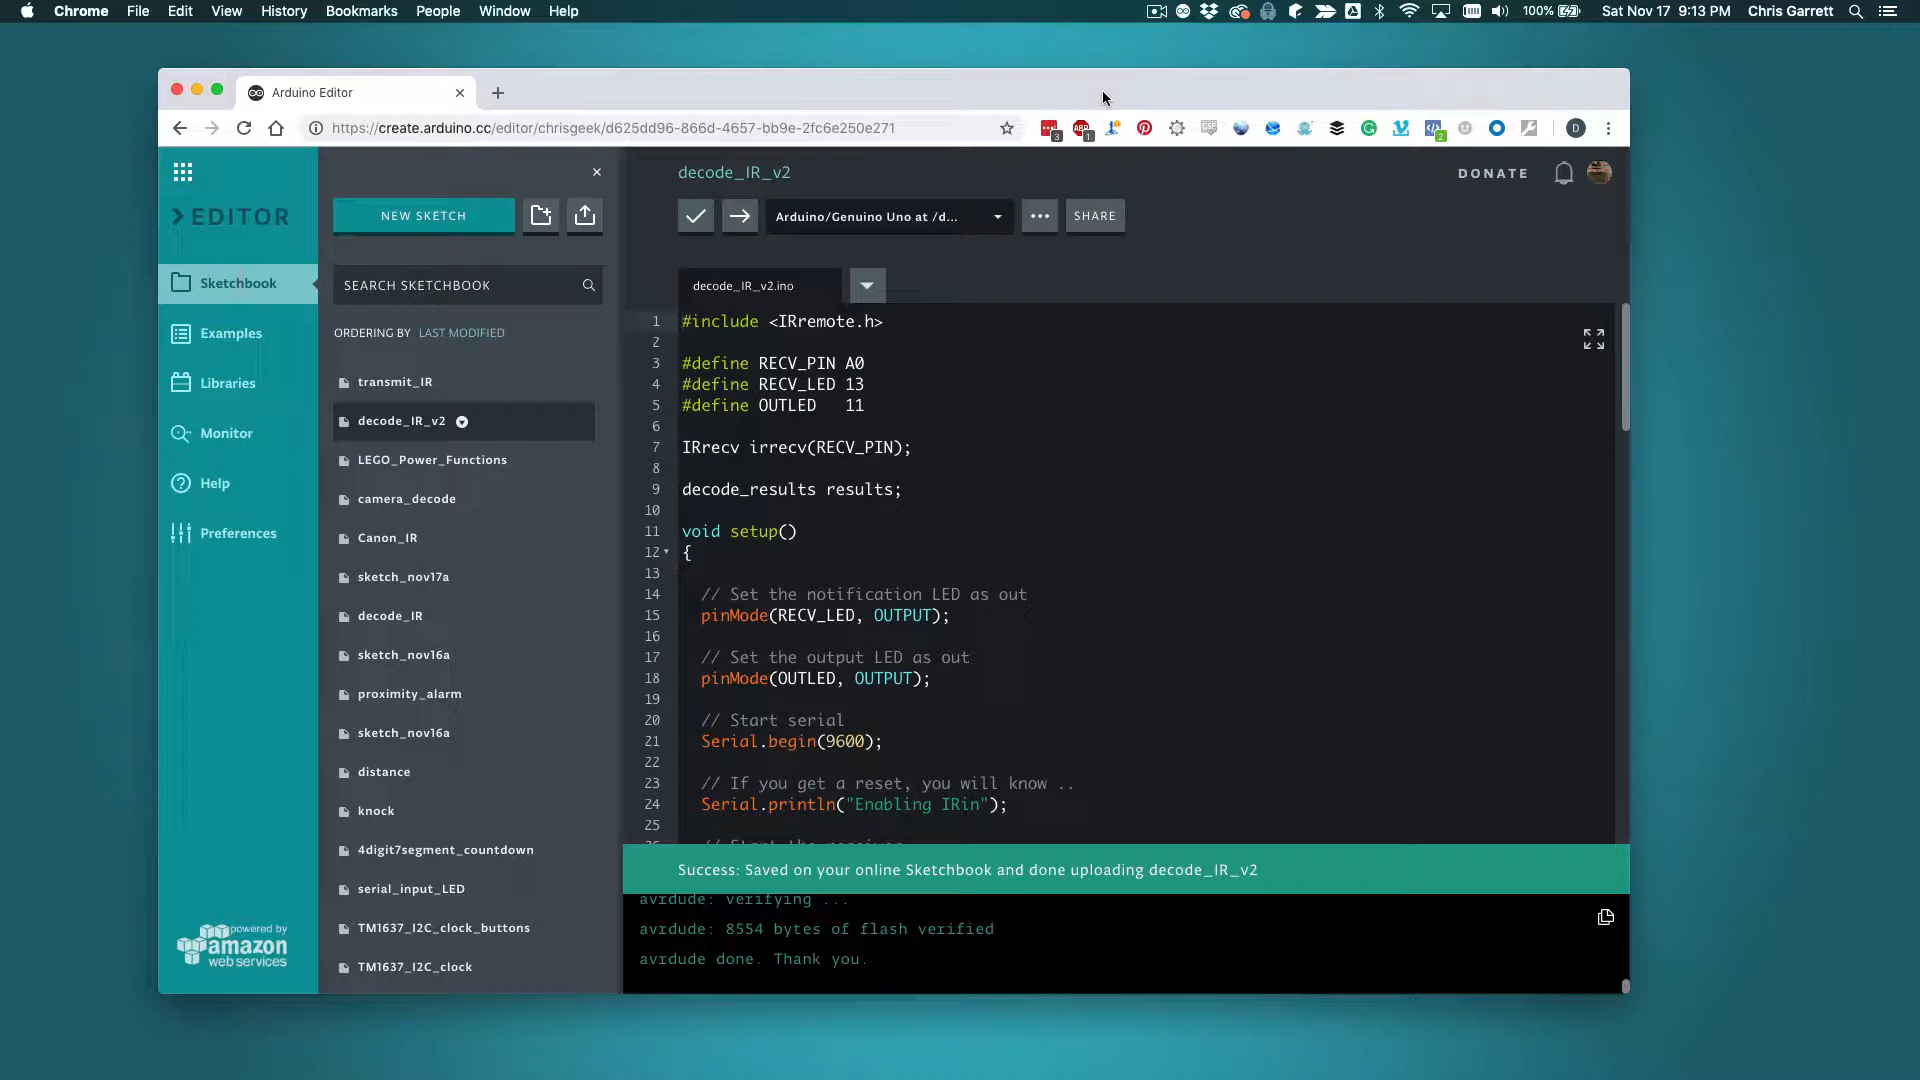 Chrome File Edit View History Bookmarks People Window Help 100% Sat Nov 17 9:13 PM Chris Garrett
Arduino Editor
https://create.arduino.cc/editor/chrisgeek/d625dd96-866d-4657-bb9e-2fc6e250e271
3 ABP 1 2 D
decode_IR_v2
DONATE
>EDITOR
NEW SKETCH
Arduino/Genuino Uno at /d...
SHARE
Sketchbook
Examples
Libraries
Monitor
Help
Preferences
powered by
amazon
web services
SEARCH SKETCHBOOK
ORDERING BY LAST MODIFIED
transmit_IR
decode_IR_v2
LEGO_Power_Functions
camera_decode
Canon_IR
sketch_nov17a
decode_IR
sketch_nov16a
proximity_alarm
sketch_nov16a
distance
knock
4digit7segment_countdown
serial_input_LED
TM1637_I2C_clock_buttons
TM1637_I2C_clock
decode_IR_v2.ino
1 #include <IRremote.h>
2
3 #define RECV_PIN A0
4 #define RECV_LED 13
5 #define OUTLED   11
6
7 IRrecv irrecv(RECV_PIN);
8
9 decode_results results;
10
11 void setup()
12 {
13
14 // Set the notification LED as out
15 pinMode(RECV_LED, OUTPUT);
16
17 // Set the output LED as out
18 pinMode(OUTLED, OUTPUT);
19
20 // Start serial
21 Serial.begin(9600);
22
23 // If you get a reset, you will know ..
24 Serial.println("Enabling IRin");
25
Success: Saved on your online Sketchbook and done uploading decode_IR_v2
avrdude: verifying ...
avrdude: 8554 bytes of flash verified
avrdude done. Thank you.